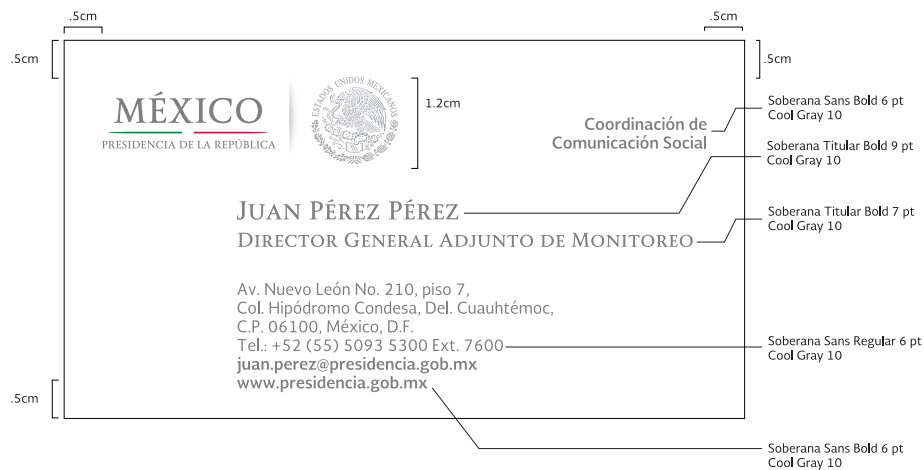 .5cm
.5cm
.5cm
.5cm
MÉXICO
PRESIDENCIA DE LA REPÚBLICA
ESTADOS UNIDOS MEXICANOS
1.2cm
Coordinación de
Comunicación Social
Soberana Sans Bold 6 pt
Cool Gray 10
Soberana Titular Bold 9 pt
Cool Gray 10
JUAN PÉREZ PÉREZ
DIRECTOR GENERAL ADJUNTO DE MONITOREO
Soberana Titular Bold 7 pt
Cool Gray 10
Av. Nuevo León No. 210, piso 7,
Col. Hipódromo Condesa, Del. Cuauhtémoc,
C.P. 06100, México, D.F.
Tel.: +52 (55) 5093 5300 Ext. 7600
juan.perez@presidencia.gob.mx
www.presidencia.gob.mx
Soberana Sans Regular 6 pt
Cool Gray 10
.5cm
Soberana Sans Bold 6 pt
Cool Gray 10